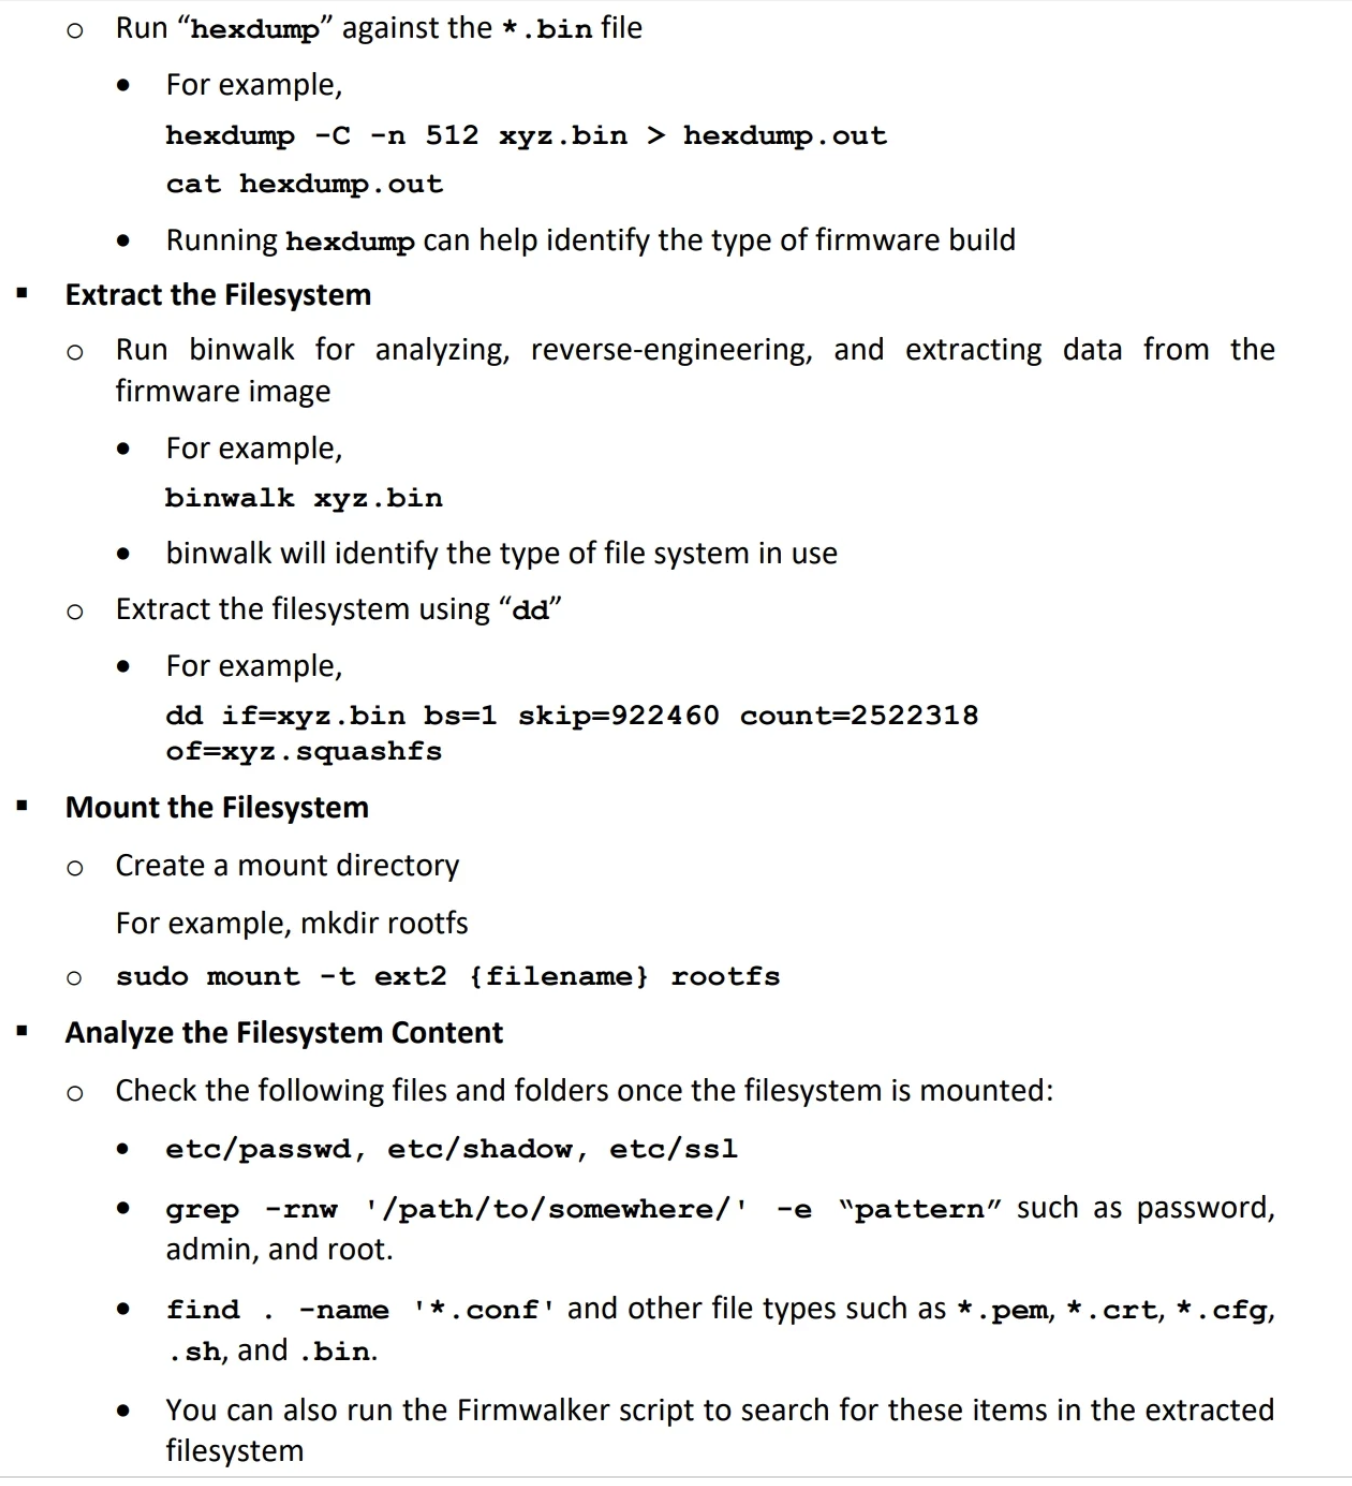 ○ Run “hexdump” against the *.bin file
● For example,
hexdump -C -n 512 xyz.bin > hexdump.out
cat hexdump.out
● Running hexdump can help identify the type of firmware build
▪ Extract the Filesystem
○ Run binwalk for analyzing, reverse-engineering, and extracting data from the
firmware image
● For example,
binwalk xyz.bin
● binwalk will identify the type of file system in use
○ Extract the filesystem using “dd”
● For example,
dd if=xyz.bin bs=1 skip=922460 count=2522318
of=xyz.squashfs
▪ Mount the Filesystem
○ Create a mount directory
For example, mkdir rootfs
○ sudo mount -t ext2 {filename} rootfs
▪ Analyze the Filesystem Content
○ Check the following files and folders once the filesystem is mounted:
● etc/passwd, etc/shadow, etc/ssl
● grep -rnw '/path/to/somewhere/' -e “pattern” such as password,
admin, and root.
● find . -name '*.conf' and other file types such as *.pem, *.crt, *.cfg,
.sh, and .bin.
● You can also run the Firmwalker script to search for these items in the extracted
filesystem